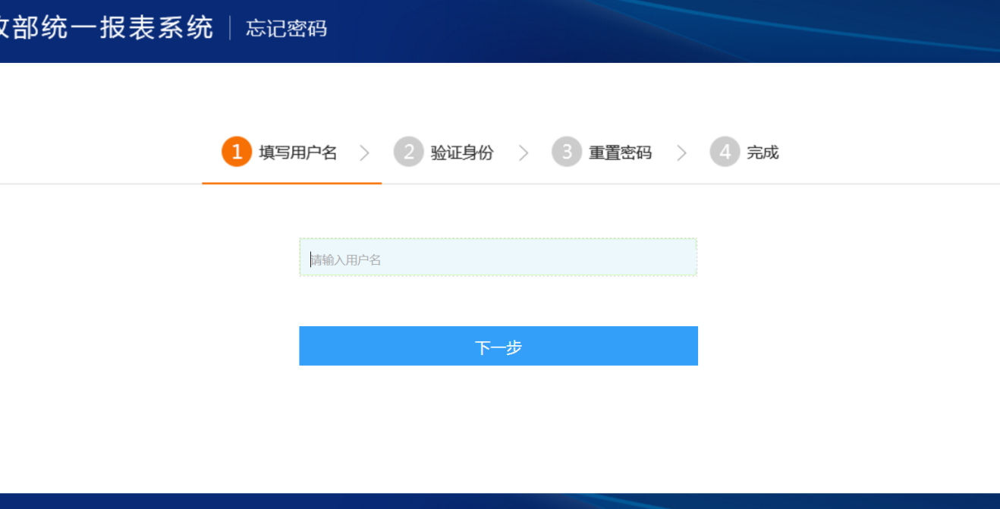 部统一报表系统 忘记密码
1 填写用户名 > 2 验证身份 > 3 重置密码 > 4 完成
请输入用户名
下一步